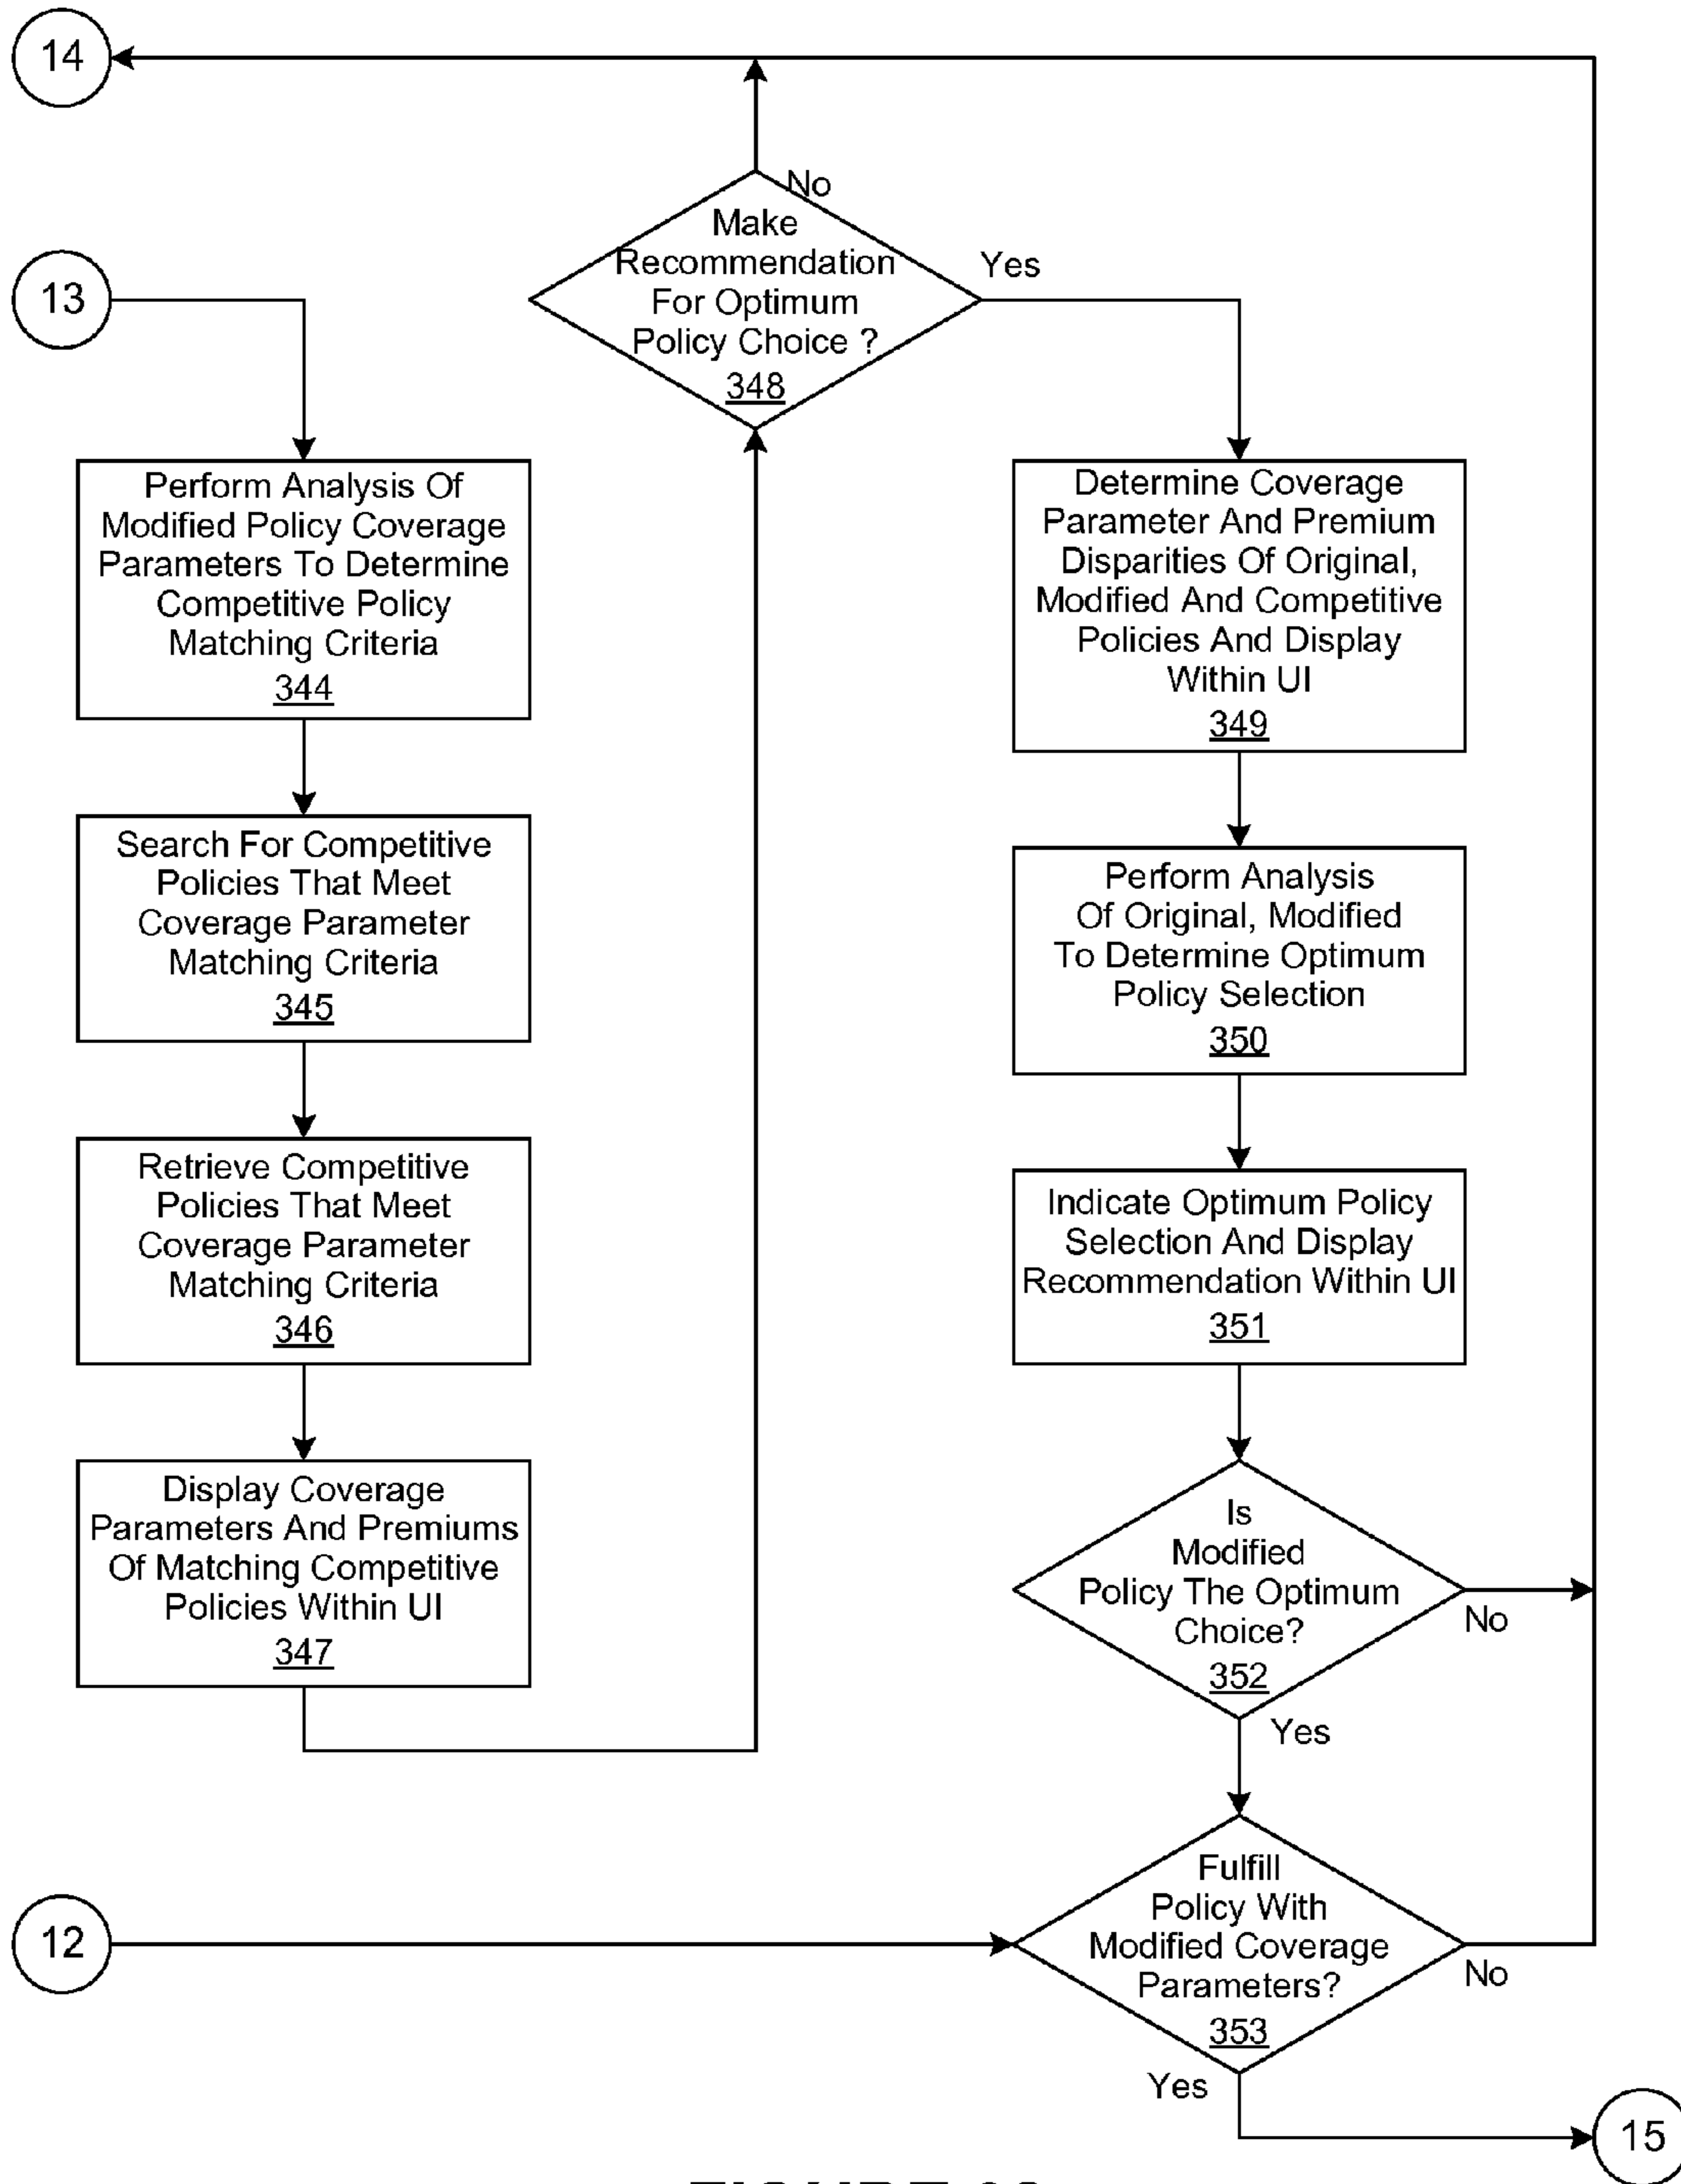 14
No
Make
Recommendation
For Optimum
Policy Choice ?
348
Yes
13
Perform Analysis Of
Modified Policy Coverage
Parameters To Determine
Competitive Policy
Matching Criteria
344
Determine Coverage
Parameter And Premium
Disparities Of Original,
Modified And Competitive
Policies And Display
Within UI
349
Search For Competitive
Policies That Meet
Coverage Parameter
Matching Criteria
345
Perform Analysis
Of Original, Modified
To Determine Optimum
Policy Selection
350
Retrieve Competitive
Policies That Meet
Coverage Parameter
Matching Criteria
346
Indicate Optimum Policy
Selection And Display
Recommendation Within UI
351
Display Coverage
Parameters And Premiums
Of Matching Competitive
Policies Within UI
347
Is
Modified
Policy The Optimum
Choice?
352
No
Yes
12
Fulfill
Policy With
Modified Coverage
Parameters?
353
No
Yes
15